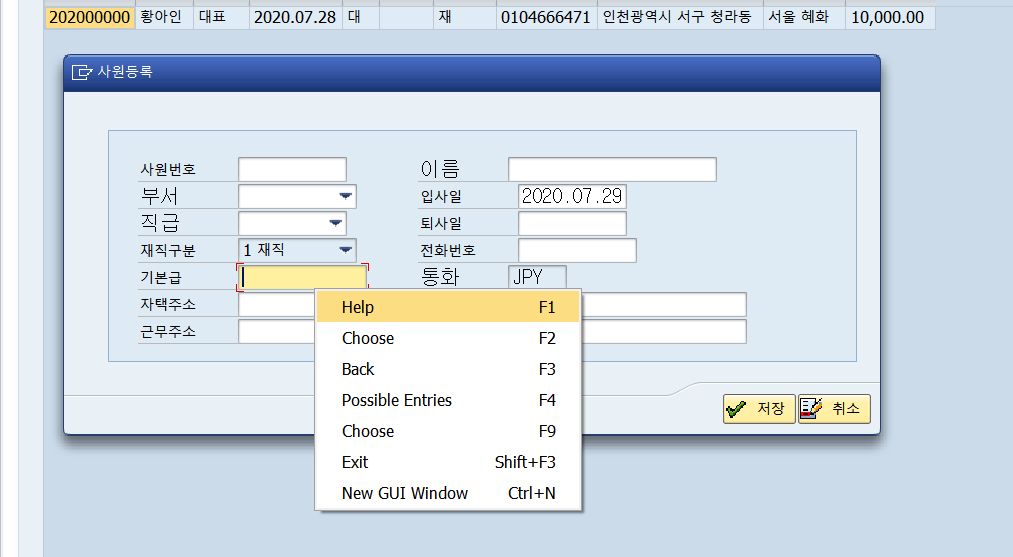 202000000 황아인 대표 2020.07.28 대 재 0104666471 인천광역시 서구 청라동 서울 혜화 10,000.00
사원등록
사원번호 이름
부서 입사일 2020.07.29
직급 퇴사일
재직구분 1 재직 전화번호
기본급 통화 JPY
자택주소
근무주소
Help F1
Choose F2
Back F3
Possible Entries F4
Choose F9
Exit Shift+F3
New GUI Window Ctrl+N
저장 취소